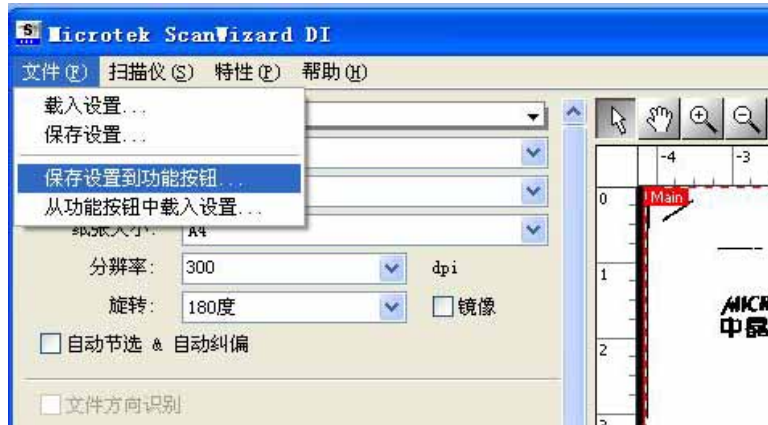 Microtek ScanWizard DI
文件(F) 扫描仪(S) 特性(P) 帮助(H)
载入设置...
保存设置...
保存设置到功能按钮...
从功能按钮中载入设置...
纸张大小: A4
分辨率: 300 dpi
旋转: 180度 镜像
自动节选 & 自动纠偏
文件方向识别
-4 -3
0
Main
1
2
中晶